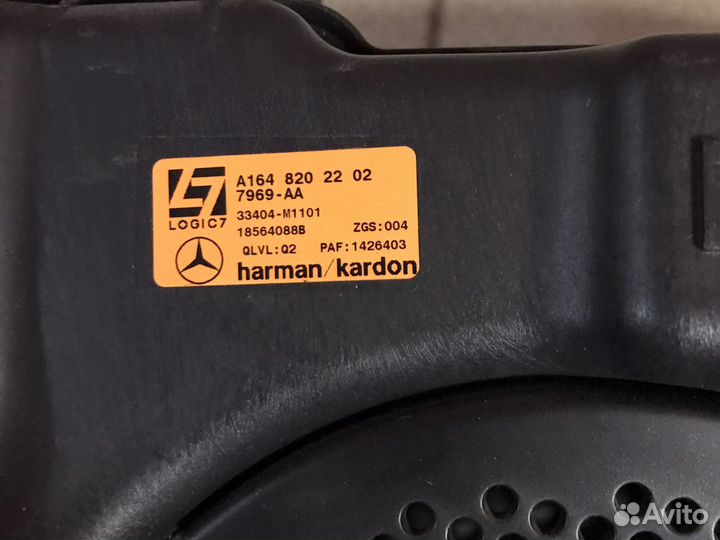 A164 820 22 02
7969-AA
LOGIC7
33404-M1101
18564088B ZGS:004
QLVL:Q2 PAF:1426403
harman/kardon
Avito